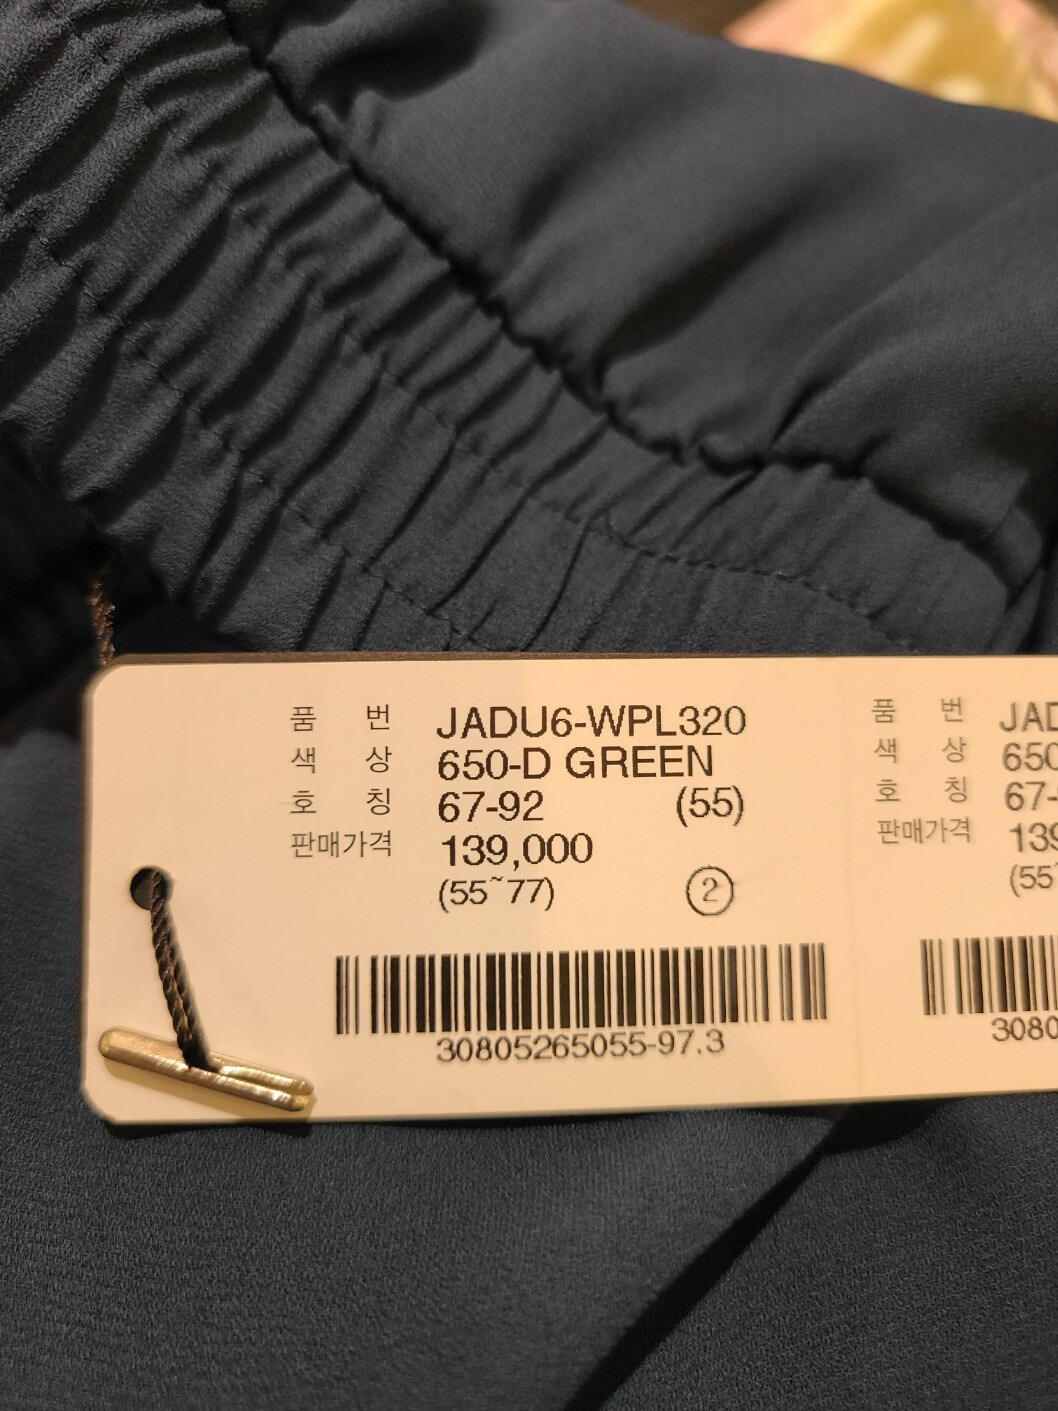 품 번 JADU6-WPL320
색 상 650-D GREEN
호 칭 67-92 (55)
판매가격 139,000
(55~77) ②
30805265055-97.3
품 번 JAD
색 상 650
호 칭 67-
판매가격 139
(55
3080